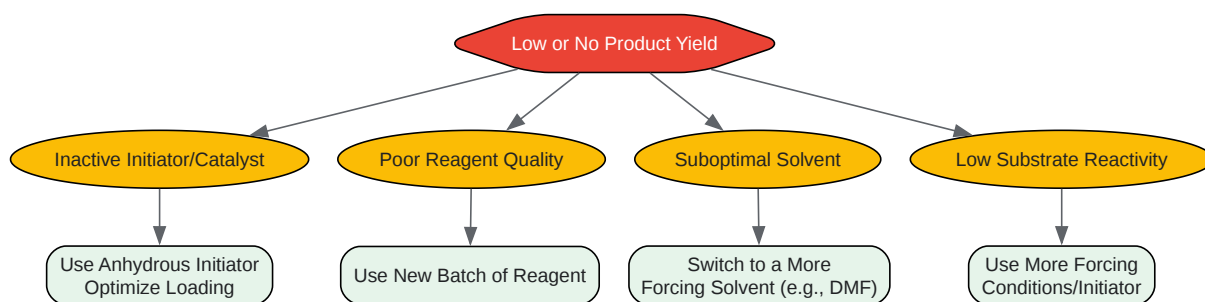 Low or No Product Yield
Inactive Initiator/Catalyst
Poor Reagent Quality
Suboptimal Solvent
Low Substrate Reactivity
Use Anhydrous Initiator
Optimize Loading
Use New Batch of Reagent
Switch to a More
Forcing Solvent (e.g., DMF)
Use More Forcing
Conditions/Initiator